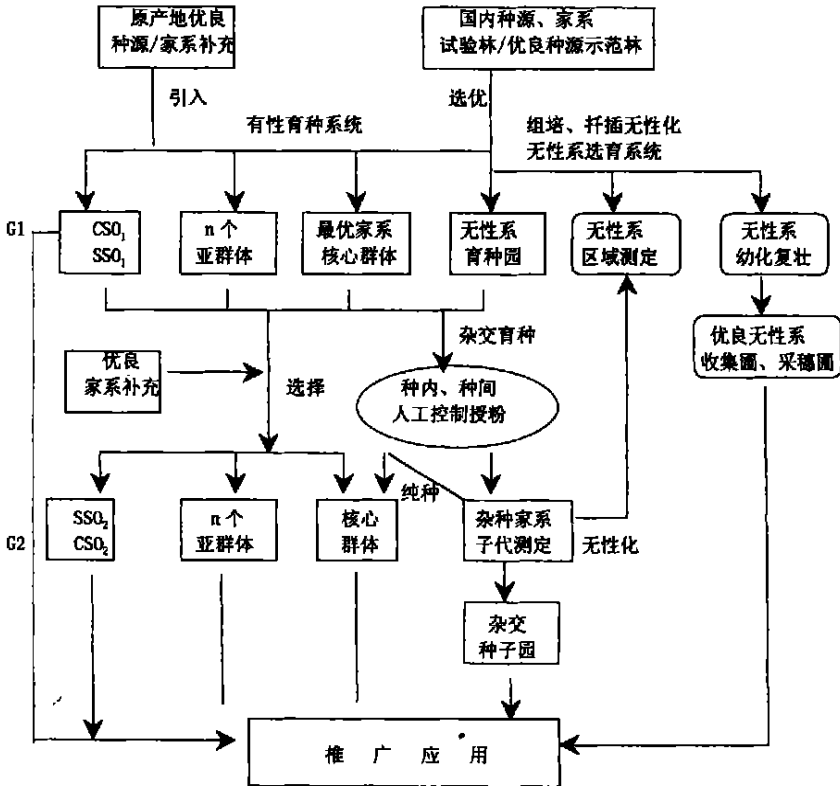 原产地优良
种源/家系补充
国内种源、家系
试验林/优良种源示范林
引入
选优
有性育种系统
组培、扦插无性化
无性系选育系统
G1
CSO₁
SSO₁
n 个
亚群体
最优家系
核心群体
无性系
育种园
无性系
区域测定
无性系
幼化复壮
杂交育种
优良无性系
收集圃、采穗圃
优良
家系补充
选择
种内、种间
人工控制授粉
纯种
G2
SSO₂
CSO₂
n 个
亚群体
核心
群体
杂种家系
子代测定
无性化
杂交
种子园
推 广 应 用